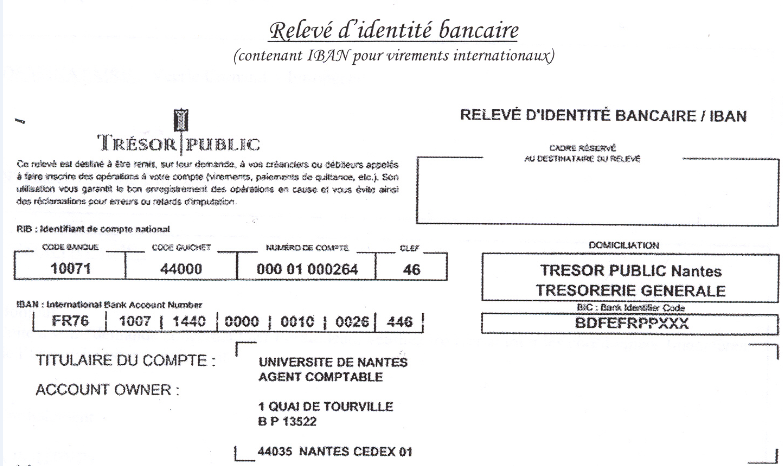 Relevé d'identité bancaire
(contenant IBAN pour virements internationaux)
TRÉSOR PUBLIC
RELEVÉ D'IDENTITÉ BANCAIRE / IBAN
Ce relevé est destiné à être remis, sur leur demande, à vos créanciers ou débiteurs appelés
à faire inscrire des opérations à votre compte (virements, paiements de quittance, etc.). Son
utilisation vous garantit le bon enregistrement des opérations en cause et vous évite ainsi
des réclamations pour erreurs ou retards d'imputation.
CADRE RÉSERVÉ
AU DESTINATAIRE DU RELEVÉ
RIB : Identifiant de compte national
CODE BANQUE CODE GUICHET NUMÉRO DE COMPTE CLEF
10071 44000 000 01 000264 46
DOMICILIATION
TRESOR PUBLIC Nantes
TRESORERIE GENERALE
IBAN : International Bank Account Number
FR76 1007 1440 0000 0010 0026 446
BIC : Bank Identifier Code
BDFEFRPPXXX
TITULAIRE DU COMPTE :
ACCOUNT OWNER :
UNIVERSITE DE NANTES
AGENT COMPTABLE
1 QUAI DE TOURVILLE
B P 13522
44035 NANTES CEDEX 01